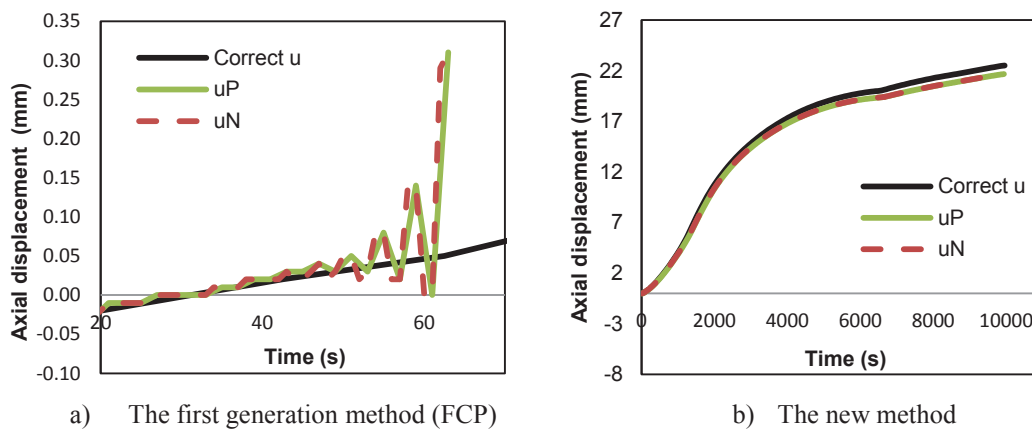 0.35
0.30
0.25
0.20
0.15
0.10
0.05
0.00
-0.05
-0.10
Axial displacement (mm)
Correct u
uP
uN
20
40
60
Time (s)
a) The first generation method (FCP)
27
22
17
12
7
2
-3
-8
Axial displacement (mm)
Correct u
uP
uN
0
2000
4000
6000
8000
10000
Time (s)
b) The new method